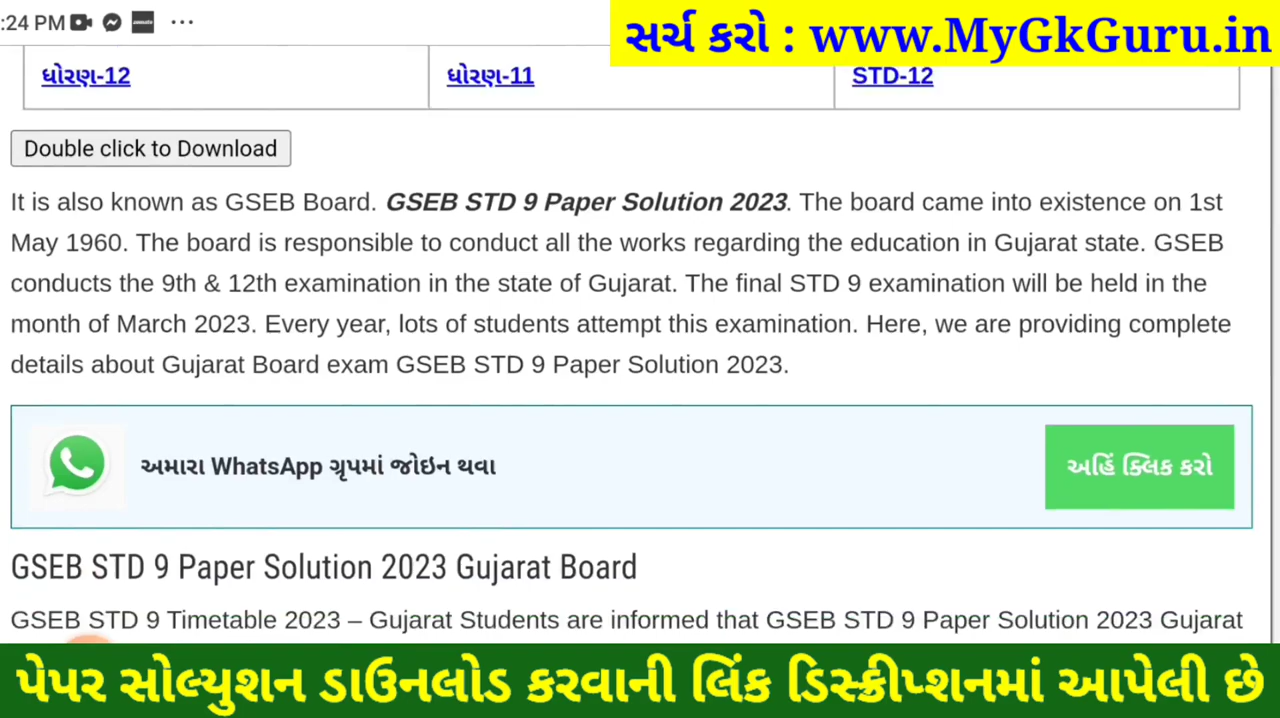 :24 PM
સર્ચ કરો : www.MyGkGuru.in
ધોરણ-12 ધોરણ-11 STD-12
Double click to Download
It is also known as GSEB Board. GSEB STD 9 Paper Solution 2023. The board came into existence on 1st
May 1960. The board is responsible to conduct all the works regarding the education in Gujarat state. GSEB
conducts the 9th & 12th examination in the state of Gujarat. The final STD 9 examination will be held in the
month of March 2023. Every year, lots of students attempt this examination. Here, we are providing complete
details about Gujarat Board exam GSEB STD 9 Paper Solution 2023.
અમારા WhatsApp ગ્રૃપમાં જોઇન થવા
અહિં ક્લિક કરો
GSEB STD 9 Paper Solution 2023 Gujarat Board
GSEB STD 9 Timetable 2023 – Gujarat Students are informed that GSEB STD 9 Paper Solution 2023 Gujarat
પેપર સોલ્યુશન ડાઉનલોડ કરવાની લિંક ડિસ્ક્રીપ્શનમાં આપેલી છે